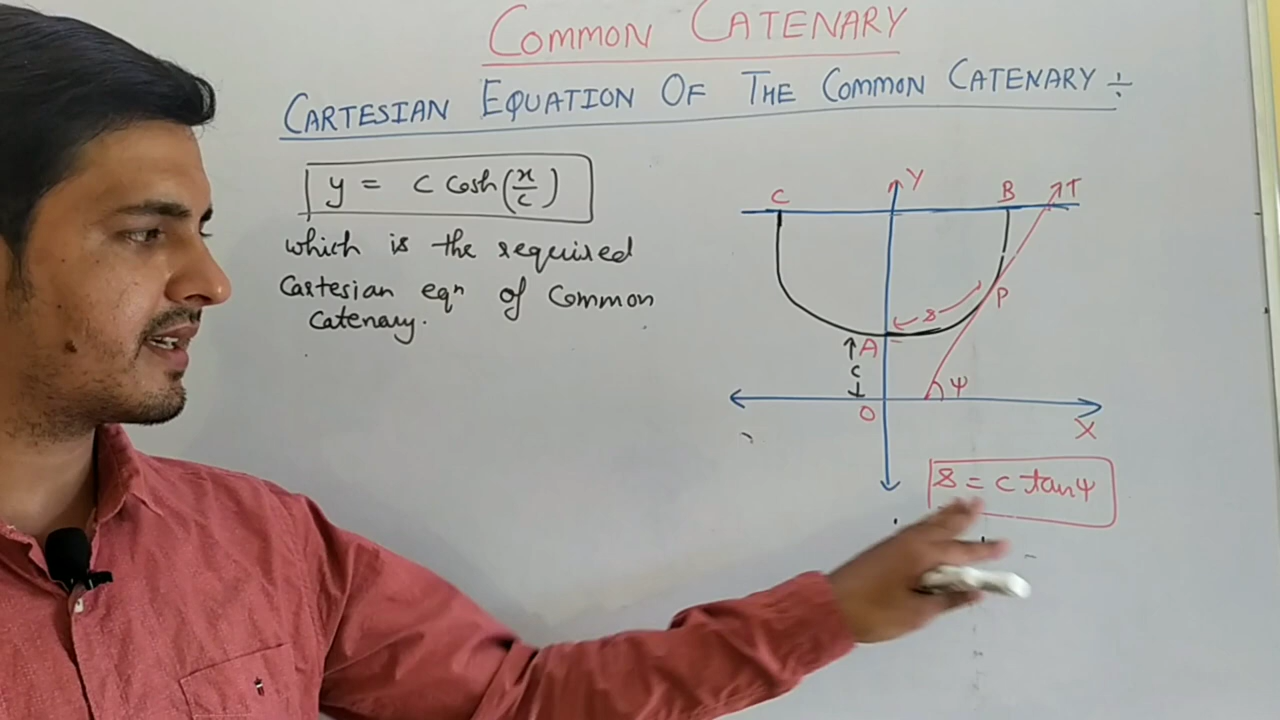 COMMON CATENARY
CARTESIAN EQUATION OF THE COMMON CATENARY ÷
y = c cosh(x/c)
which is the required
Cartesian eqⁿ of Common
Catenary.
C
Y
B
T
s
P
A
c
ψ
O
X
s = c tanψ